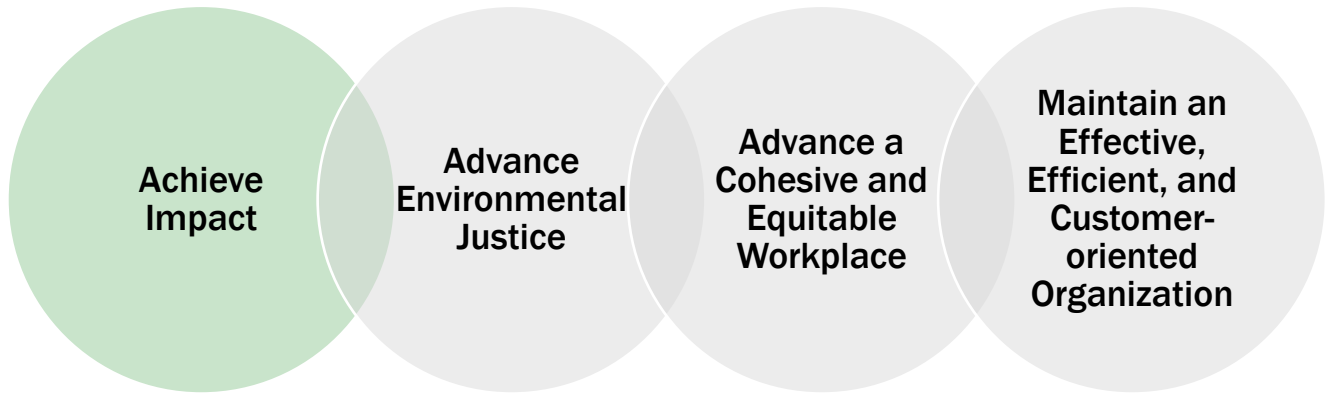 Achieve
Impact
Advance
Environmental
Justice
Advance a
Cohesive and
Equitable
Workplace
Maintain an
Effective,
Efficient, and
Customer-
oriented
Organization